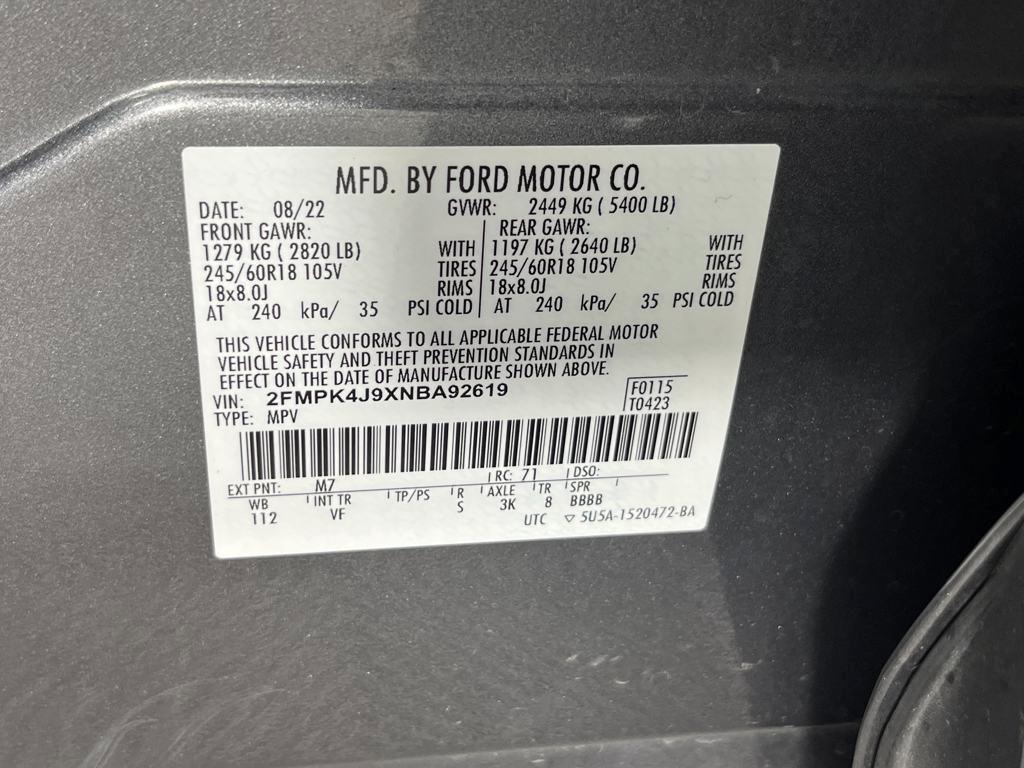 MFD. BY FORD MOTOR CO.
DATE: 08/22 GVWR: 2449 KG ( 5400 LB)
FRONT GAWR: REAR GAWR:
1279 KG ( 2820 LB) WITH 1197 KG ( 2640 LB) WITH
245/60R18 105V TIRES 245/60R18 105V TIRES
18x8.0J RIMS 18x8.0J RIMS
AT 240 kPa/ 35 PSI COLD AT 240 kPa/ 35 PSI COLD
THIS VEHICLE CONFORMS TO ALL APPLICABLE FEDERAL MOTOR
VEHICLE SAFETY AND THEFT PREVENTION STANDARDS IN
EFFECT ON THE DATE OF MANUFACTURE SHOWN ABOVE.
VIN: 2FMPK4J9XNBA92619 F0115
TYPE: MPV T0423
EXT PNT: M7 RC: 71 DSO:
WB INT TR TP/PS R AXLE TR SPR
112 VF S 3K 8 BBBB
UTC ▽ 5U5A-1520472-BA